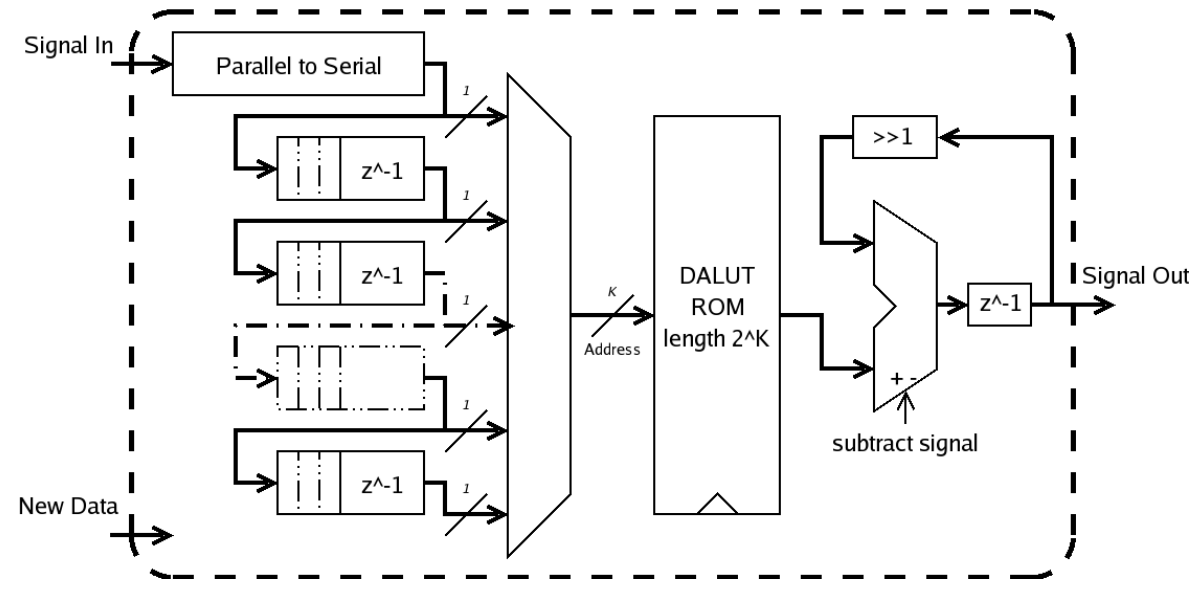 Signal In
Parallel to Serial
1
z^-1
1
z^-1
1
1
z^-1
1
New Data
K
Address
DALUT
ROM
length 2^K
>>1
+ -
subtract signal
z^-1
Signal Out